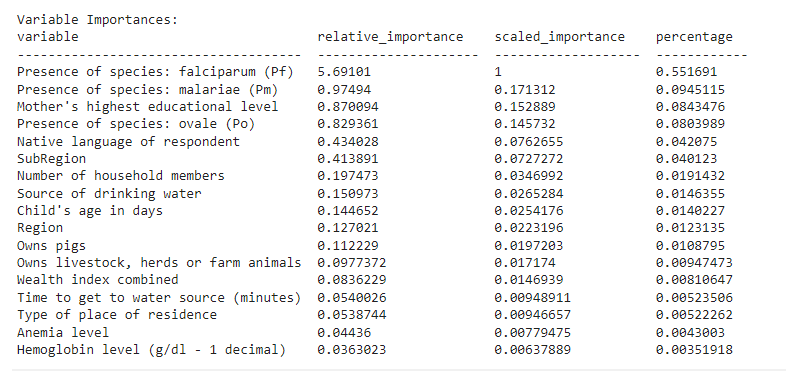 Variable Importances:
variable relative_importance scaled_importance percentage
----------------------------------- -------------------- ------------------- ------------
Presence of species: falciparum (Pf) 5.69101 1 0.551691
Presence of species: malariae (Pm) 0.97494 0.171312 0.0945115
Mother's highest educational level 0.870094 0.152889 0.0843476
Presence of species: ovale (Po) 0.829361 0.145732 0.0803989
Native language of respondent 0.434028 0.0762655 0.042075
SubRegion 0.413891 0.0727272 0.040123
Number of household members 0.197473 0.0346992 0.0191432
Source of drinking water 0.150973 0.0265284 0.0146355
Child's age in days 0.144652 0.0254176 0.0140227
Region 0.127021 0.0223196 0.0123135
Owns pigs 0.112229 0.0197203 0.0108795
Owns livestock, herds or farm animals 0.0977372 0.017174 0.00947473
Wealth index combined 0.0836229 0.0146939 0.00810647
Time to get to water source (minutes) 0.0540026 0.00948911 0.00523506
Type of place of residence 0.0538744 0.00946657 0.00522262
Anemia level 0.04436 0.00779475 0.0043003
Hemoglobin level (g/dl - 1 decimal) 0.0363023 0.00637889 0.00351918